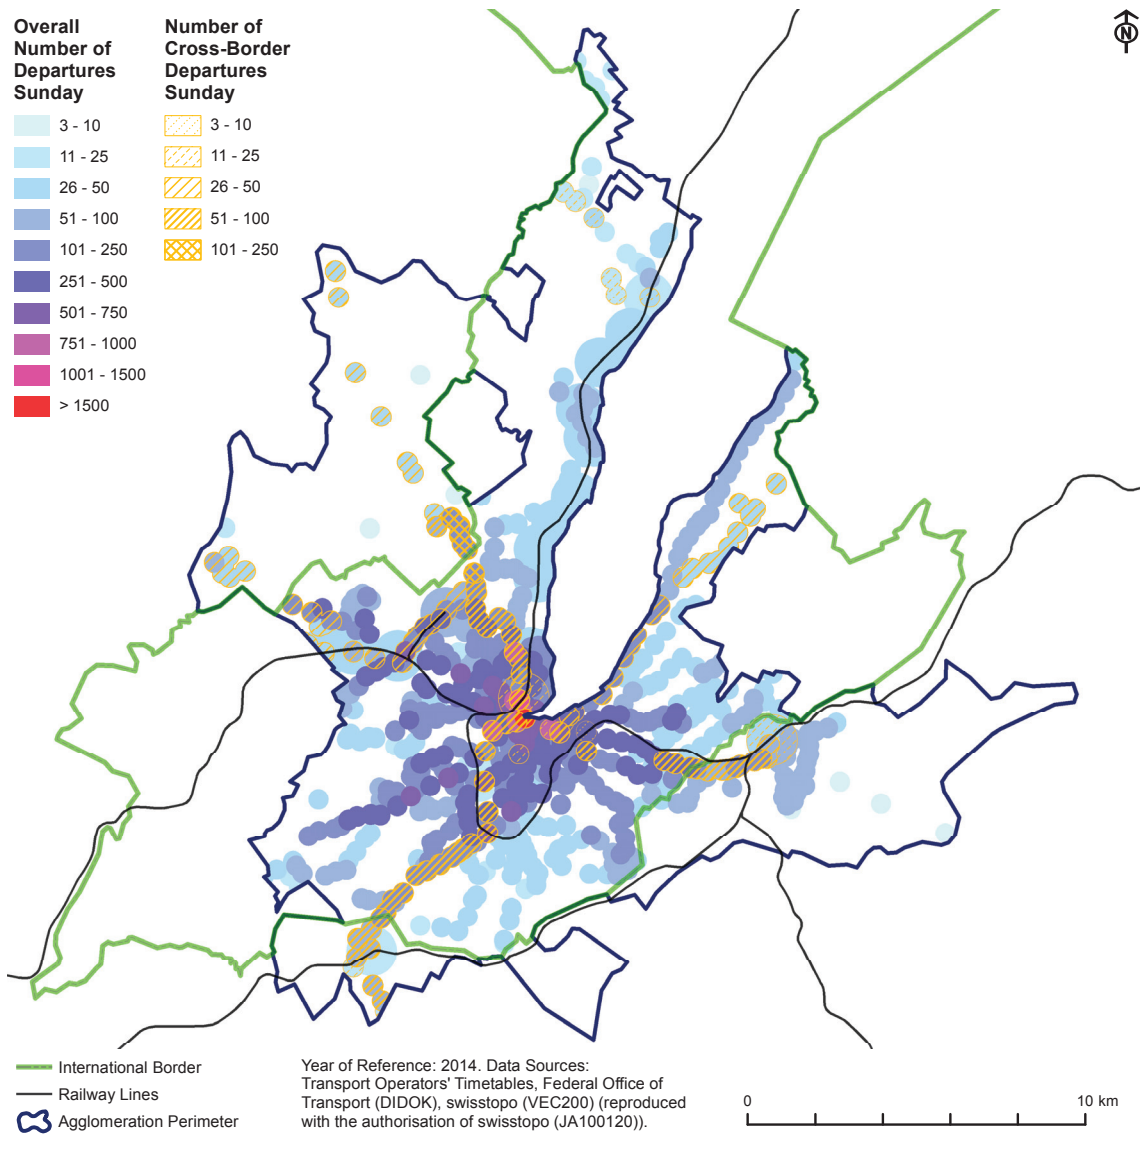 Overall
Number of
Departures
Sunday
3 - 10
11 - 25
26 - 50
51 - 100
101 - 250
251 - 500
501 - 750
751 - 1000
1001 - 1500
> 1500
Number of
Cross-Border
Departures
Sunday
3 - 10
11 - 25
26 - 50
51 - 100
101 - 250
N
International Border
Railway Lines
Agglomeration Perimeter
Year of Reference: 2014. Data Sources:
Transport Operators' Timetables, Federal Office of
Transport (DIDOK), swisstopo (VEC200) (reproduced
with the authorisation of swisstopo (JA100120)).
0
10 km